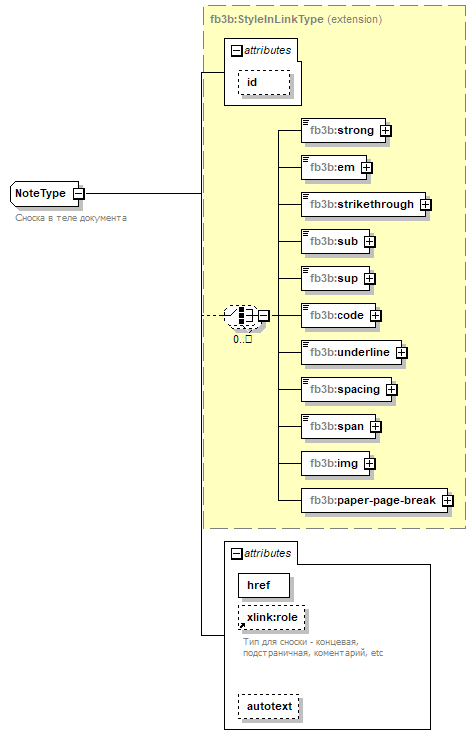 fb3b:StyleInLinkType (extension)
attributes
id
fb3b:strong
fb3b:em
NoteType
Сноска в теле документа
fb3b:strikethrough
fb3b:sub
fb3b:sup
fb3b:code
0..
fb3b:underline
fb3b:spacing
fb3b:span
fb3b:img
fb3b:paper-page-break
attributes
href
xlink:role
Тип для сноски - концевая,
подстраничная, коментарий, etc
autotext